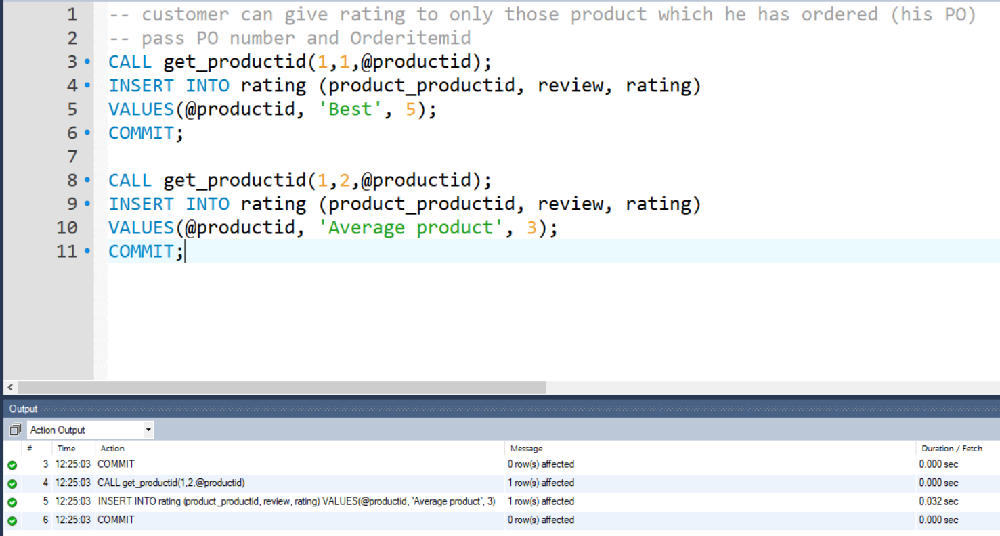 1 -- customer can give rating to only those product which he has ordered (his PO)
2 -- pass PO number and Orderitemid
3 CALL get_productid(1,1,@productid);
4 INSERT INTO rating (product_productid, review, rating)
5 VALUES(@productid, 'Best', 5);
6 COMMIT;
7
8 CALL get_productid(1,2,@productid);
9 INSERT INTO rating (product_productid, review, rating)
10 VALUES(@productid, 'Average product', 3);
11 COMMIT;
Output
Action Output
# Time Action Message Duration / Fetch
3 12:25:03 COMMIT 0 row(s) affected 0.000 sec
4 12:25:03 CALL get_productid(1,2,@productid) 1 row(s) affected 0.000 sec
5 12:25:03 INSERT INTO rating (product_productid, review, rating) VALUES(@productid, 'Average product', 3) 1 row(s) affected 0.032 sec
6 12:25:03 COMMIT 0 row(s) affected 0.000 sec